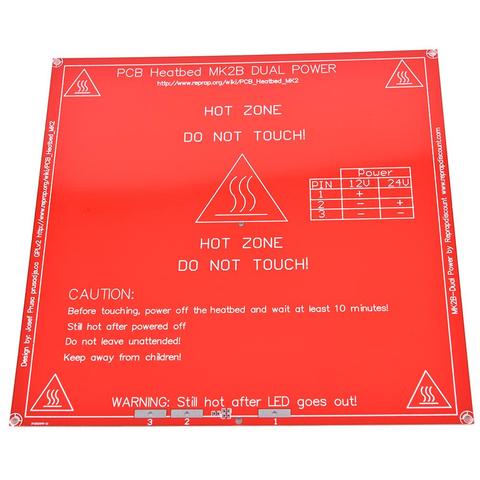 PCB Heatbed MK2B DUAL POWER
http://www.reprap.org/wiki/PCB_Heatbed_MK2
HOT ZONE
DO NOT TOUCH!
Power
PIN 12V 24V
1 +
2 - +
3 - -
HOT ZONE
DO NOT TOUCH!
CAUTION:
Before touching, power off the heatbed and wait at least 10 minutes!
Still hot after powered off
Do not leave unattended!
Keep away from children!
WARNING: Still hot after LED goes out!
3 2 1
Design by: Josef Prusa prusadjs.cz GPLv2 http://www.reprap.org/wiki/PCB_Heatbed_MK2
MK2B-Dual Power by Reprapdiscount www.reprapdiscount.com